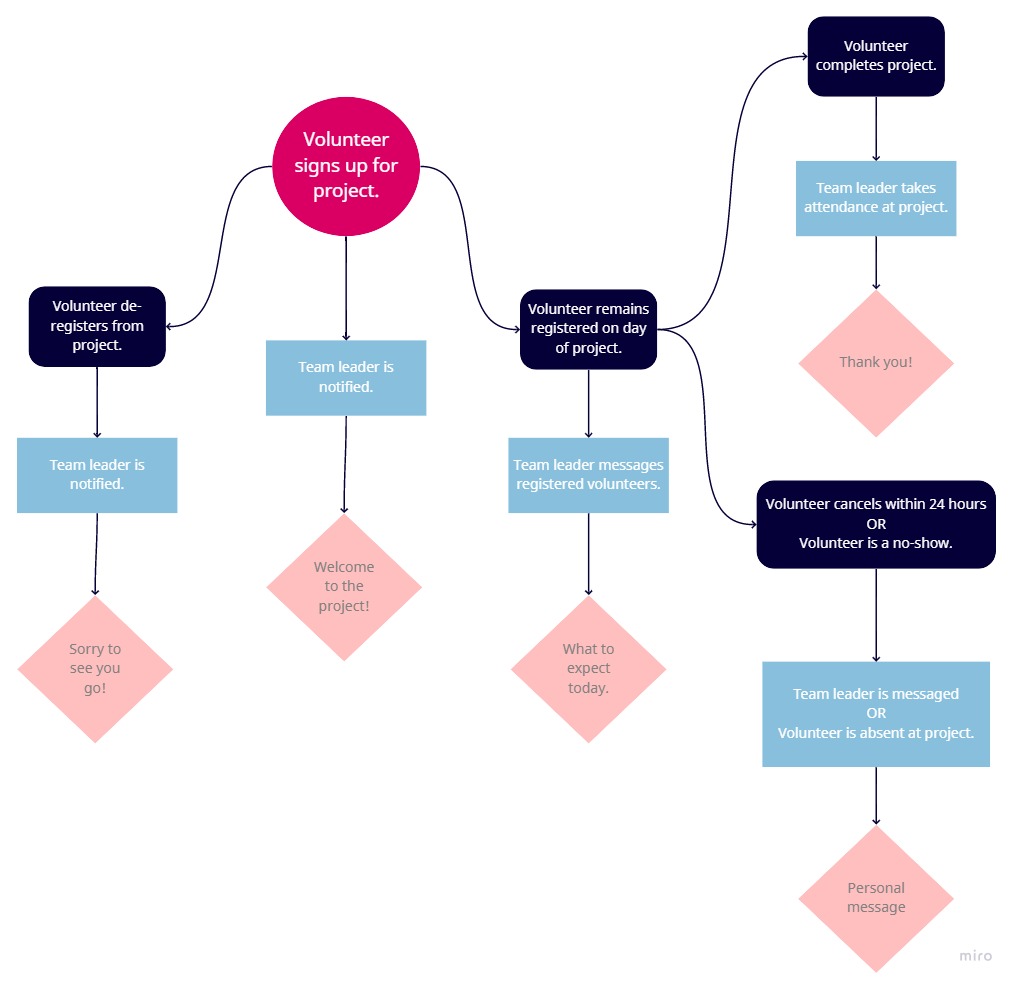 Volunteer
signs up for
project.
Volunteer de-
registers from
project.
Team leader is
notified.
Sorry to
see you
go!
Team leader is
notified.
Welcome
to the
project!
Volunteer remains
registered on day
of project.
Team leader messages
registered volunteers.
What to
expect
today.
Volunteer
completes project.
Team leader takes
attendance at project.
Thank you!
Volunteer cancels within 24 hours
OR
Volunteer is a no-show.
Team leader is messaged
OR
Volunteer is absent at project.
Personal
message
miro